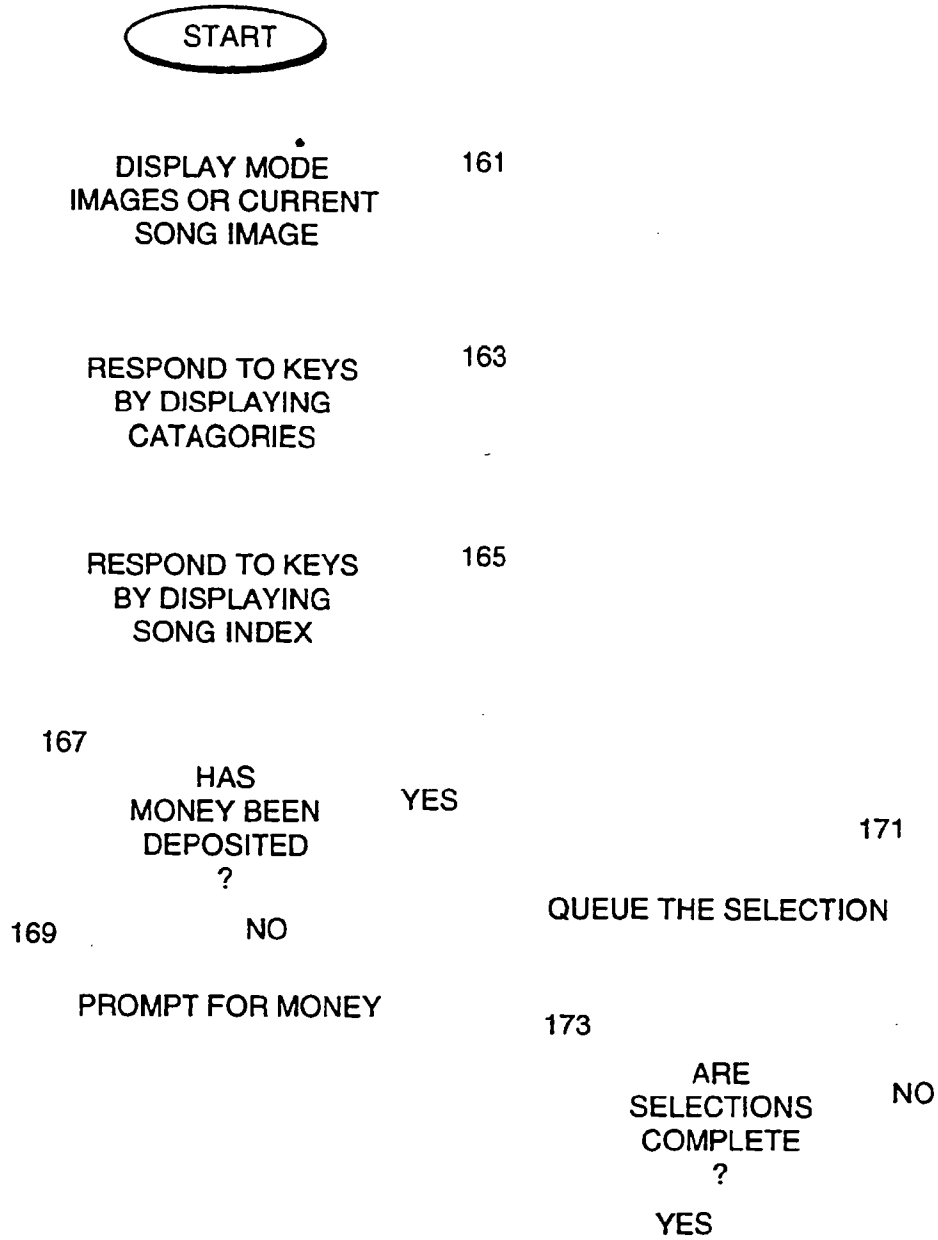 START
DISPLAY MODE
IMAGES OR CURRENT
SONG IMAGE
161
RESPOND TO KEYS
BY DISPLAYING
CATAGORIES
163
RESPOND TO KEYS
BY DISPLAYING
SONG INDEX
165
167
HAS
MONEY BEEN
DEPOSITED
?
YES
NO
169
PROMPT FOR MONEY
171
QUEUE THE SELECTION
173
ARE
SELECTIONS
COMPLETE
?
NO
YES